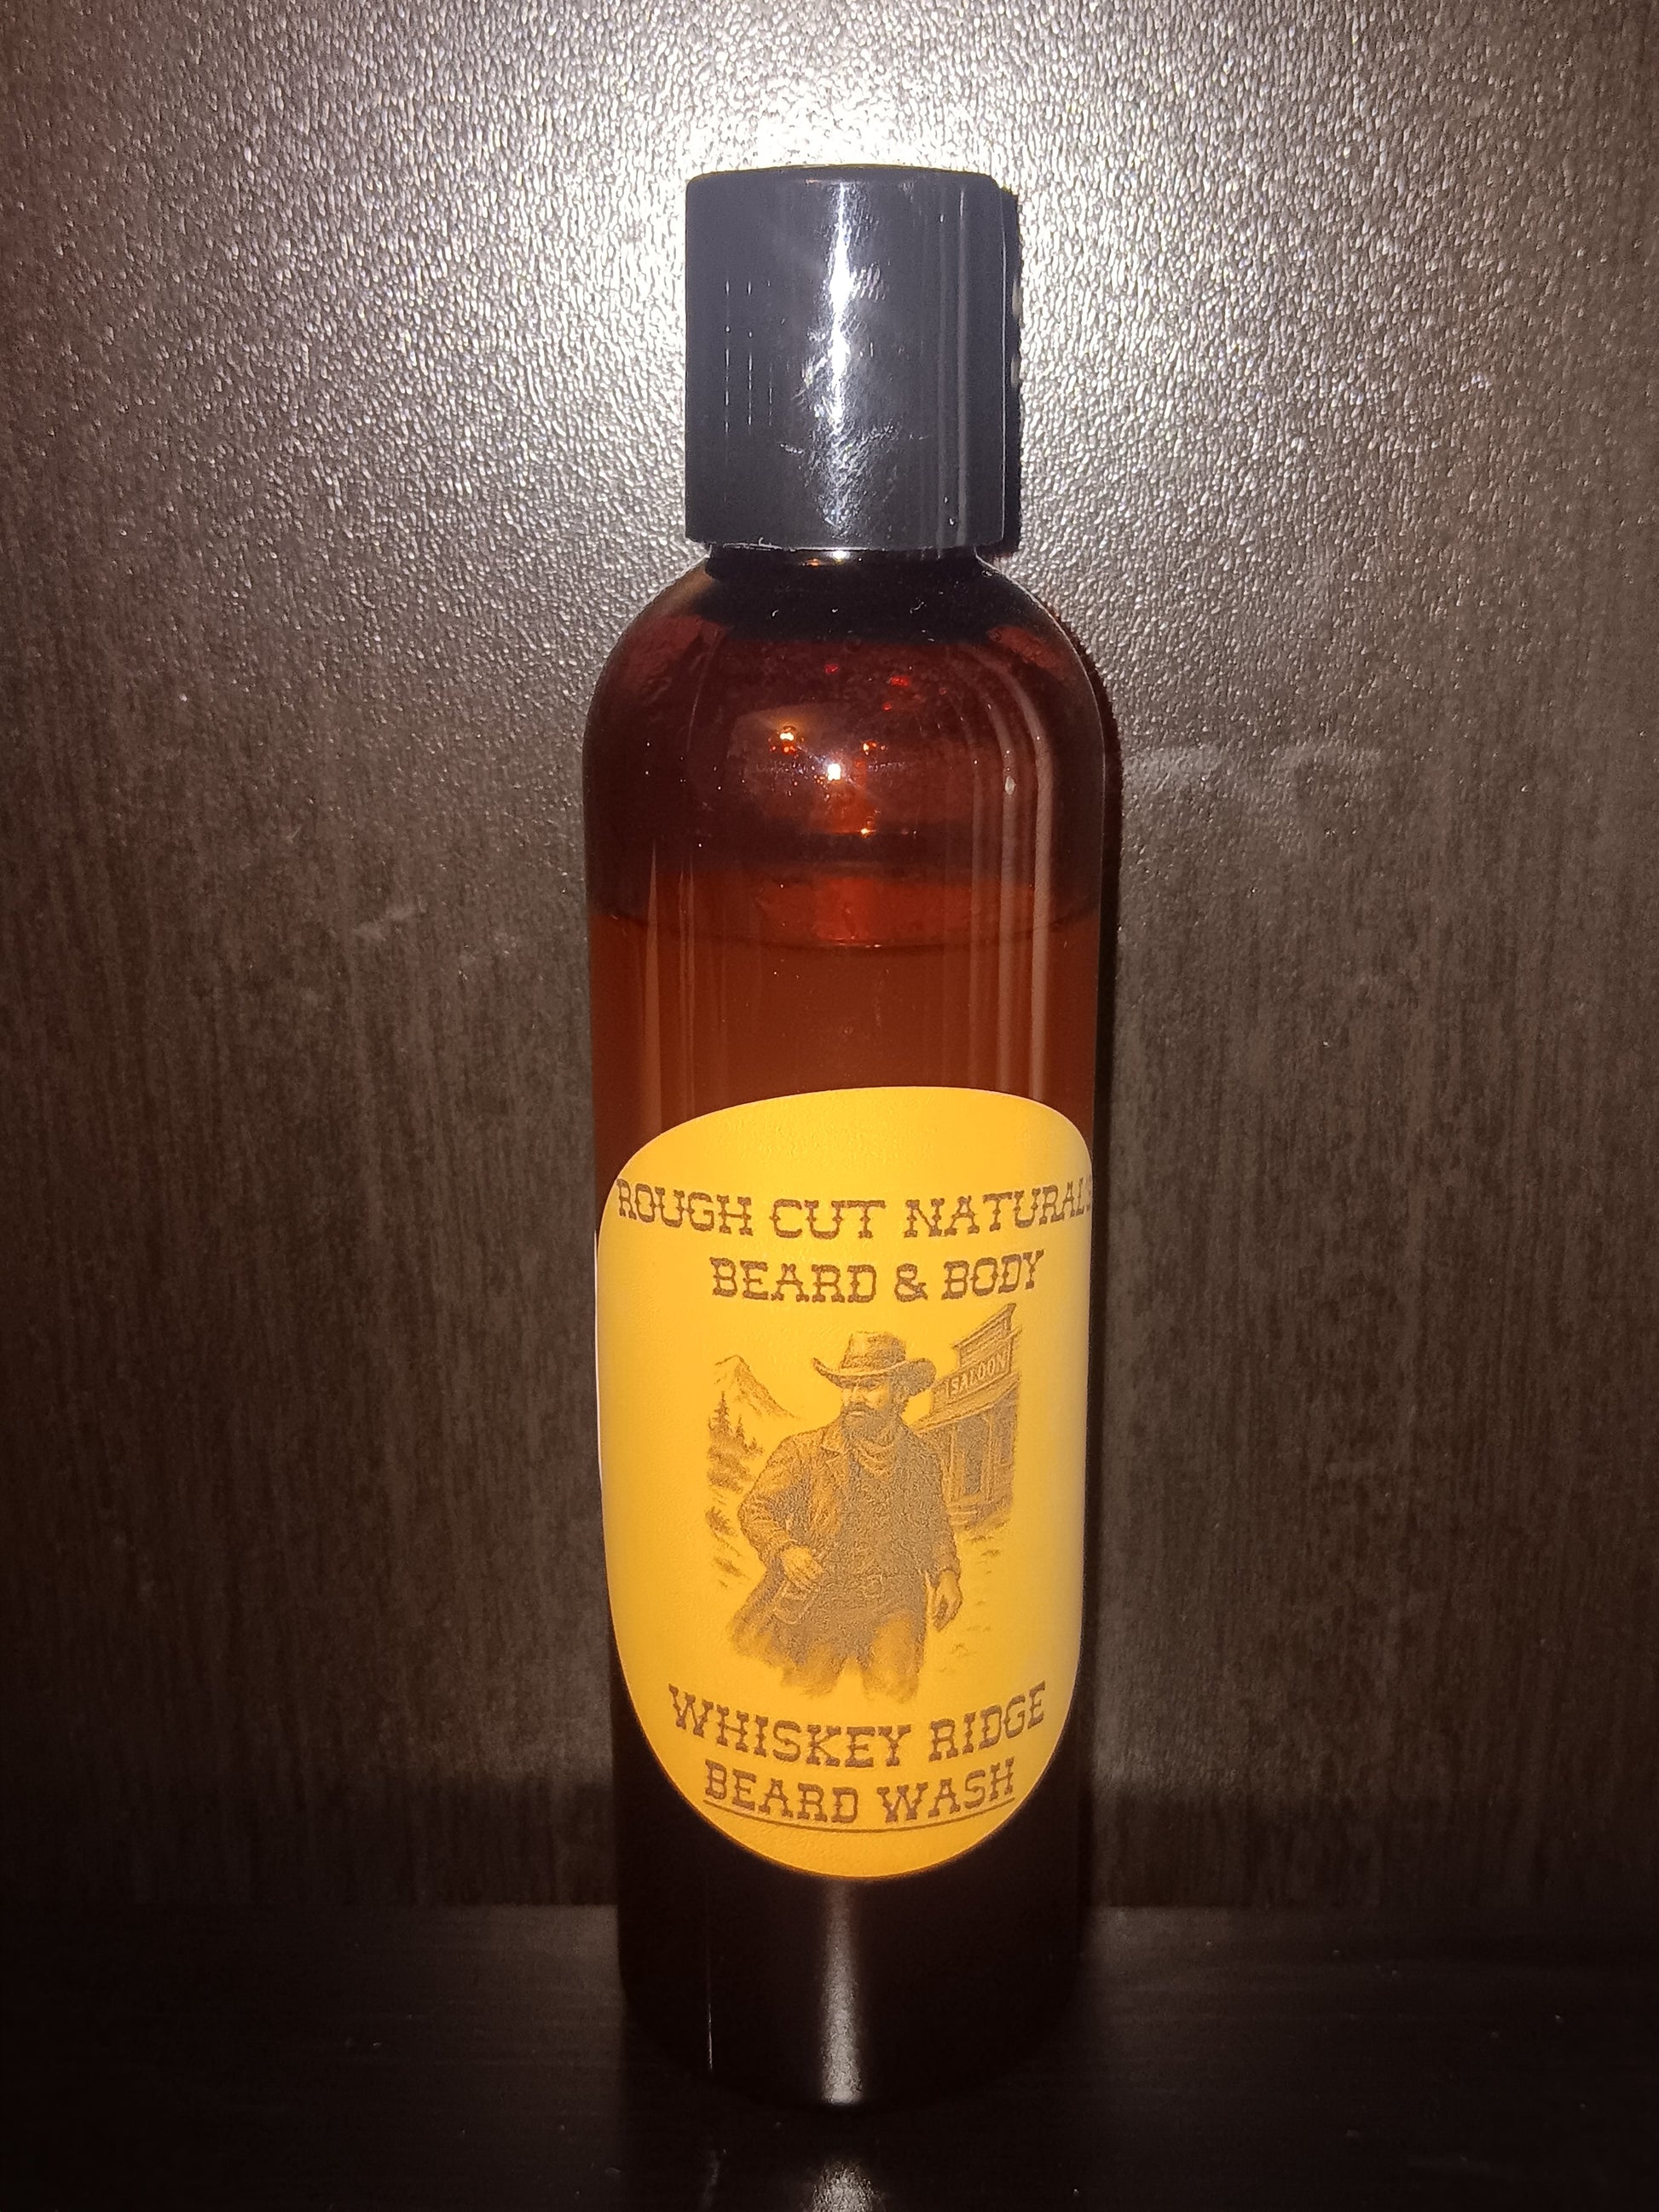 ROUGH CUT NATURALS
BEARD & BODY
SALOON
WHISKEY RIDGE
BEARD WASH